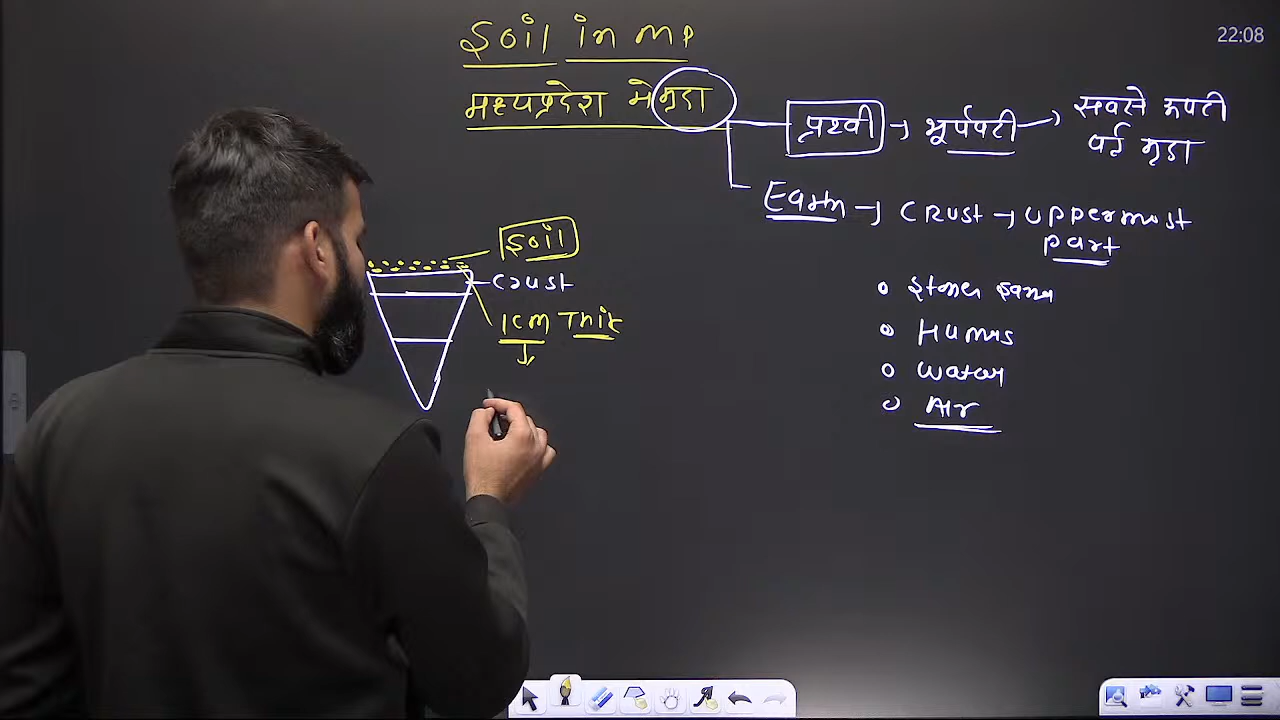 Soil in MP
22:08
मध्यप्रदेश मे मृदा
पृथ्वी → भूपर्पटी → सबसे ऊपरी
पर्त मृदा
Earth → Crust → Uppermost
part
Soil
Crust
1cm Thik
Humus
Water
Air